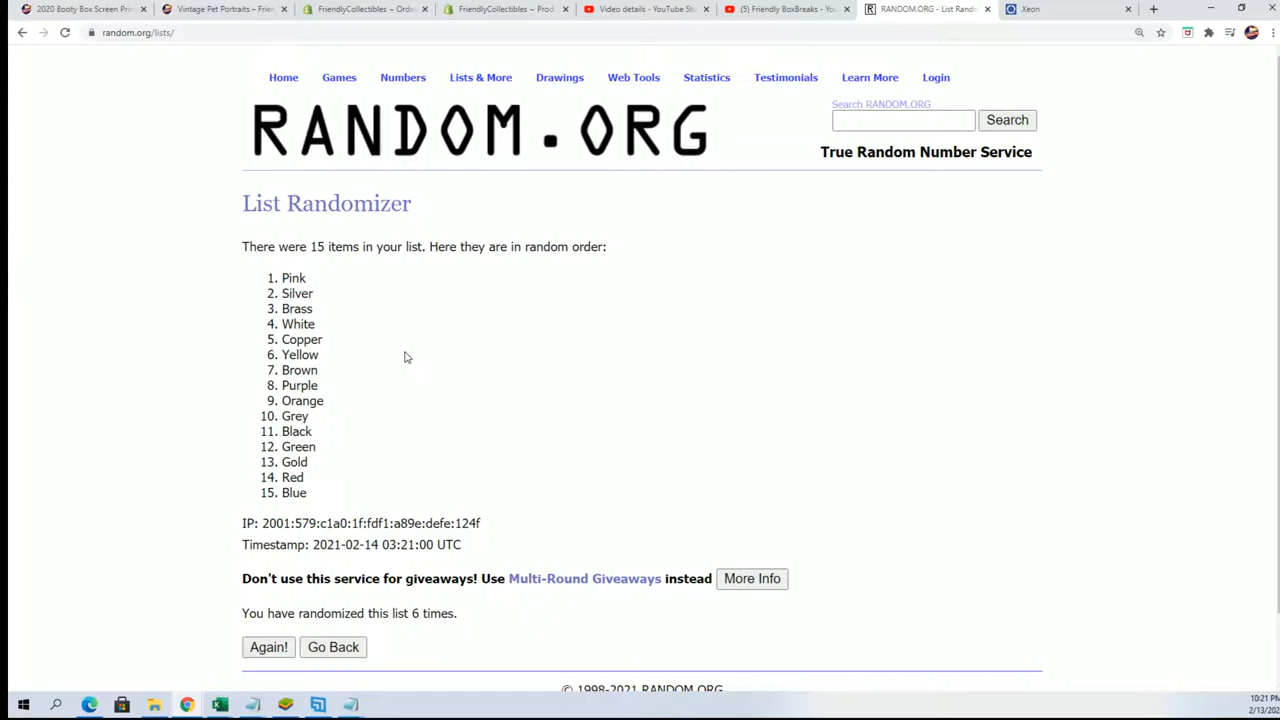 2020 Booty Box Screen Prin
Vintage Pet Portraits – Frien
FriendlyCollectibles ~ Orde
FriendlyCollectibles ~ Prod
Video details - YouTube St
(5) Friendly BoxBreaks - You
RANDOM.ORG - List Rando
Xeon
random.org/lists/
Home Games Numbers Lists & More Drawings Web Tools Statistics Testimonials Learn More Login
RANDOM.ORG
Search RANDOM.ORG
Search
True Random Number Service
List Randomizer
There were 15 items in your list. Here they are in random order:
1. Pink
2. Silver
3. Brass
4. White
5. Copper
6. Yellow
7. Brown
8. Purple
9. Orange
10. Grey
11. Black
12. Green
13. Gold
14. Red
15. Blue
IP: 2001:579:c1a0:1f:fdf1:a89e:defe:124f
Timestamp: 2021-02-14 03:21:00 UTC
Don't use this service for giveaways! Use Multi-Round Giveaways instead More Info
You have randomized this list 6 times.
Again! Go Back
© 1998-2021 RANDOM.ORG
10:21 PM
2/13/202